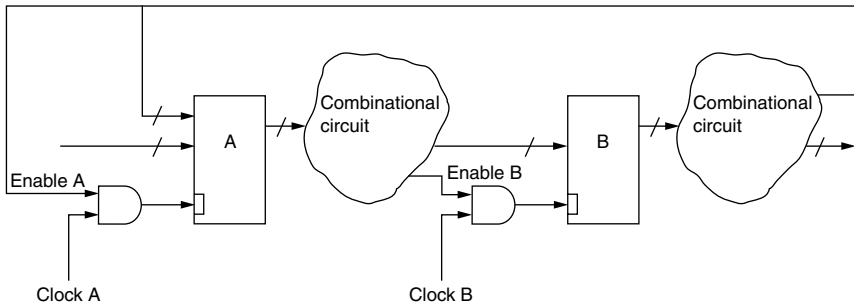 Combinational
circuit
Combinational
circuit
A
B
Enable A
Enable B
Clock A
Clock B